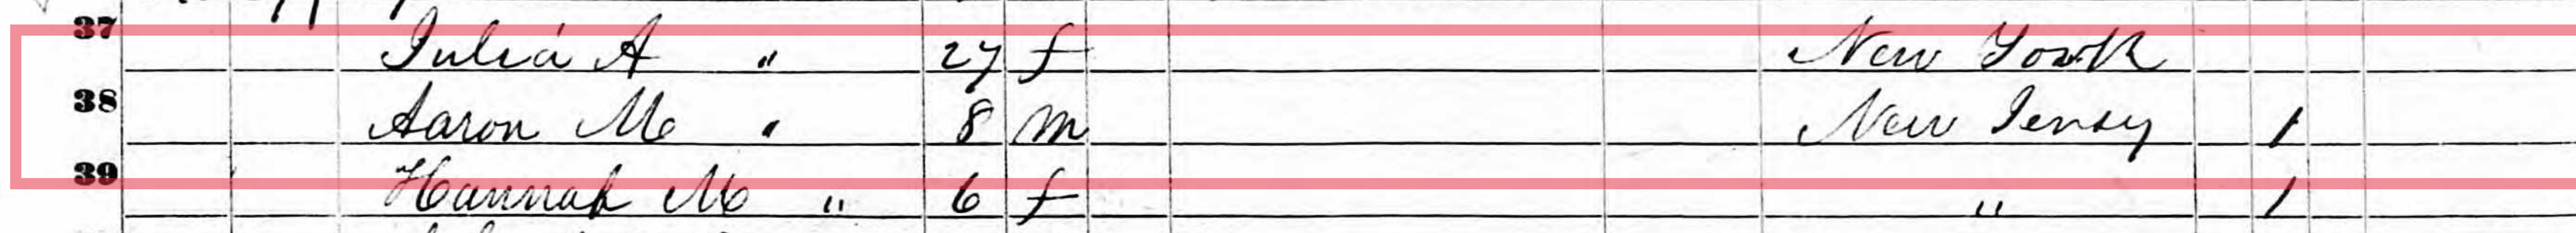 37 Julia A " 27 f New York
38 Aaron M " 8 m New Jersey 1
39 Hannah M " 6 f " 1